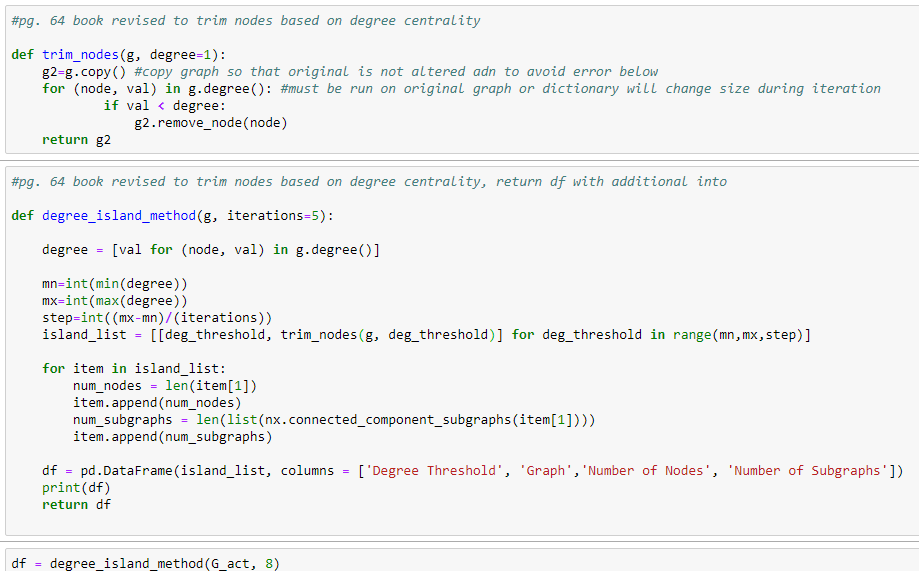 #pg. 64 book revised to trim nodes based on degree centrality
def trim_nodes(g, degree=1):
g2=g.copy() #copy graph so that original is not altered adn to avoid error below
for (node, val) in g.degree(): #must be run on original graph or dictionary will change size during iteration
if val < degree:
g2.remove_node(node)
return g2
#pg. 64 book revised to trim nodes based on degree centrality, return df with additional into
def degree_island_method(g, iterations=5):
degree = [val for (node, val) in g.degree()]
mn=int(min(degree))
mx=int(max(degree))
step=int((mx-mn)/(iterations))
island_list = [[deg_threshold, trim_nodes(g, deg_threshold)] for deg_threshold in range(mn,mx,step)]
for item in island_list:
num_nodes = len(item[1])
item.append(num_nodes)
num_subgraphs = len(list(nx.connected_component_subgraphs(item[1])))
item.append(num_subgraphs)
df = pd.DataFrame(island_list, columns = ['Degree Threshold', 'Graph','Number of Nodes', 'Number of Subgraphs'])
print(df)
return df
df = degree_island_method(G_act, 8)